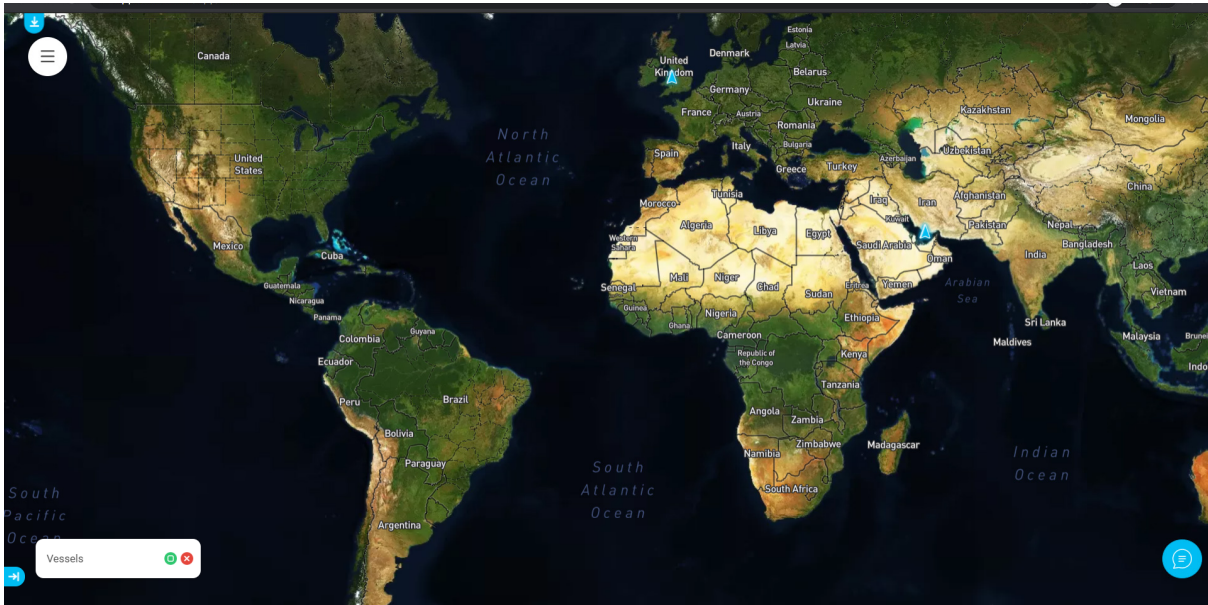 Estonia
Latvia
Canada
Denmark
United
Kingdom
Belarus
Germany
Ukraine
Kazakhstan
France
Austria
Mongolia
Romania
North
Atlantic
Ocean
Bulgaria
Italy
Uzbekistan
Spain
Azerbaijan
United
States
Greece
Turkey
China
Tunisia
Afghanistan
Morocco
Iraq
Iran
Kuwait
Algeria
Libya
Egypt
Pakistan
Nepal
Western
Sahara
Saudi Arabia
Bangladesh
Mexico
Cuba
Oman
India
Laos
Mali
Niger
Chad
Guatemala
Senegal
Sudan
Eritrea
Yemen
Arabian
Sea
Vietnam
Nicaragua
Guinea
Panama
Nigeria
Ethiopia
Ghana
Sri Lanka
Guyana
Colombia
Cameroon
Maldives
Malaysia
Brunei
Ecuador
Republic of
the Congo
Kenya
Indo
Tanzania
Peru
Brazil
Angola
Zambia
Bolivia
Zimbabwe
Madagascar
Namibia
Indian
Ocean
Paraguay
South
Atlantic
Ocean
South Africa
South
Pacific
Ocean
Argentina
Vessels